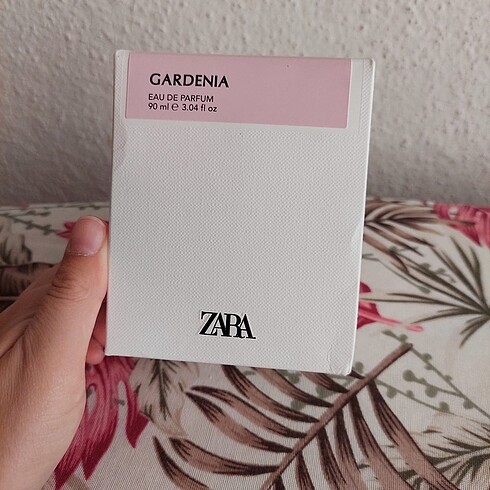 GARDENIA
EAU DE PARFUM
90 ml ℮ 3.04 fl oz
ZARA